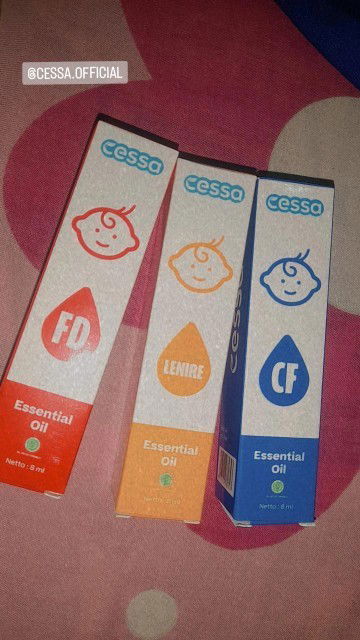 @CESSA.OFFICIAL
cessa
FD
Essential
Oil
Netto : 8 ml
cessa
LENIRE
Essential
Oil
cessa
cessa
CF
Essential
Oil
Netto : 8 ml